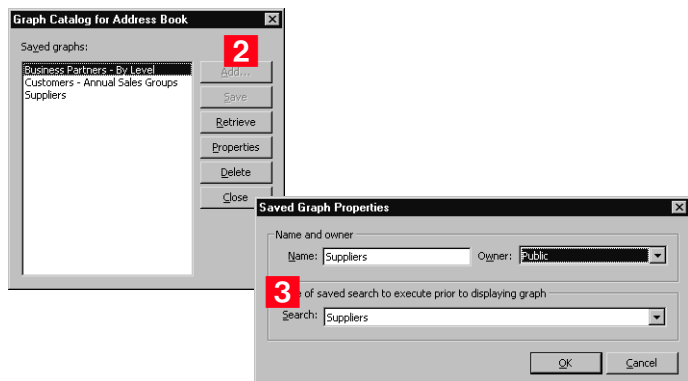 Graph Catalog for Address Book
Saved graphs:
2
Business Partners - By Level
Customers - Annual Sales Groups
Suppliers
Add...
Save
Retrieve
Properties
Delete
Close
Saved Graph Properties
Name and owner
Name: Suppliers Owner: Public
3 of saved search to execute prior to displaying graph
Search: Suppliers
OK Cancel